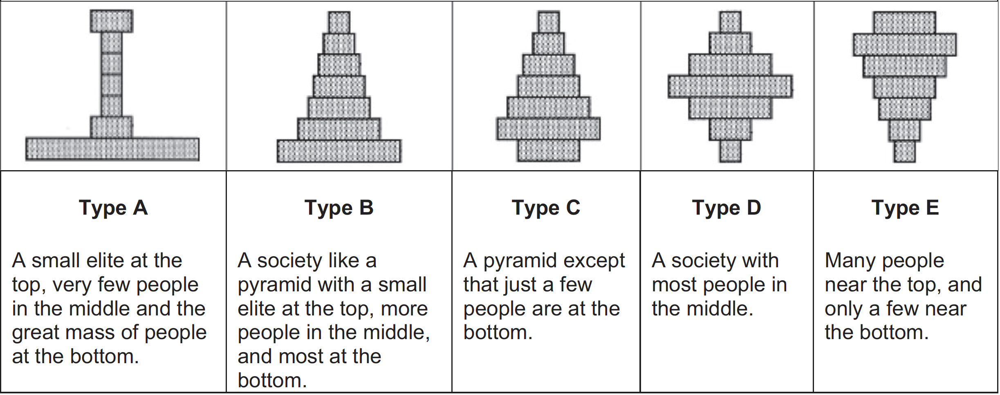 Type A
A small elite at the
top, very few people
in the middle and the
great mass of people
at the bottom.
Type B
A society like a
pyramid with a small
elite at the top, more
people in the middle,
and most at the
bottom.
Type C
A pyramid except
that just a few
people are at the
bottom.
Type D
A society with
most people in
the middle.
Type E
Many people
near the top, and
only a few near
the bottom.